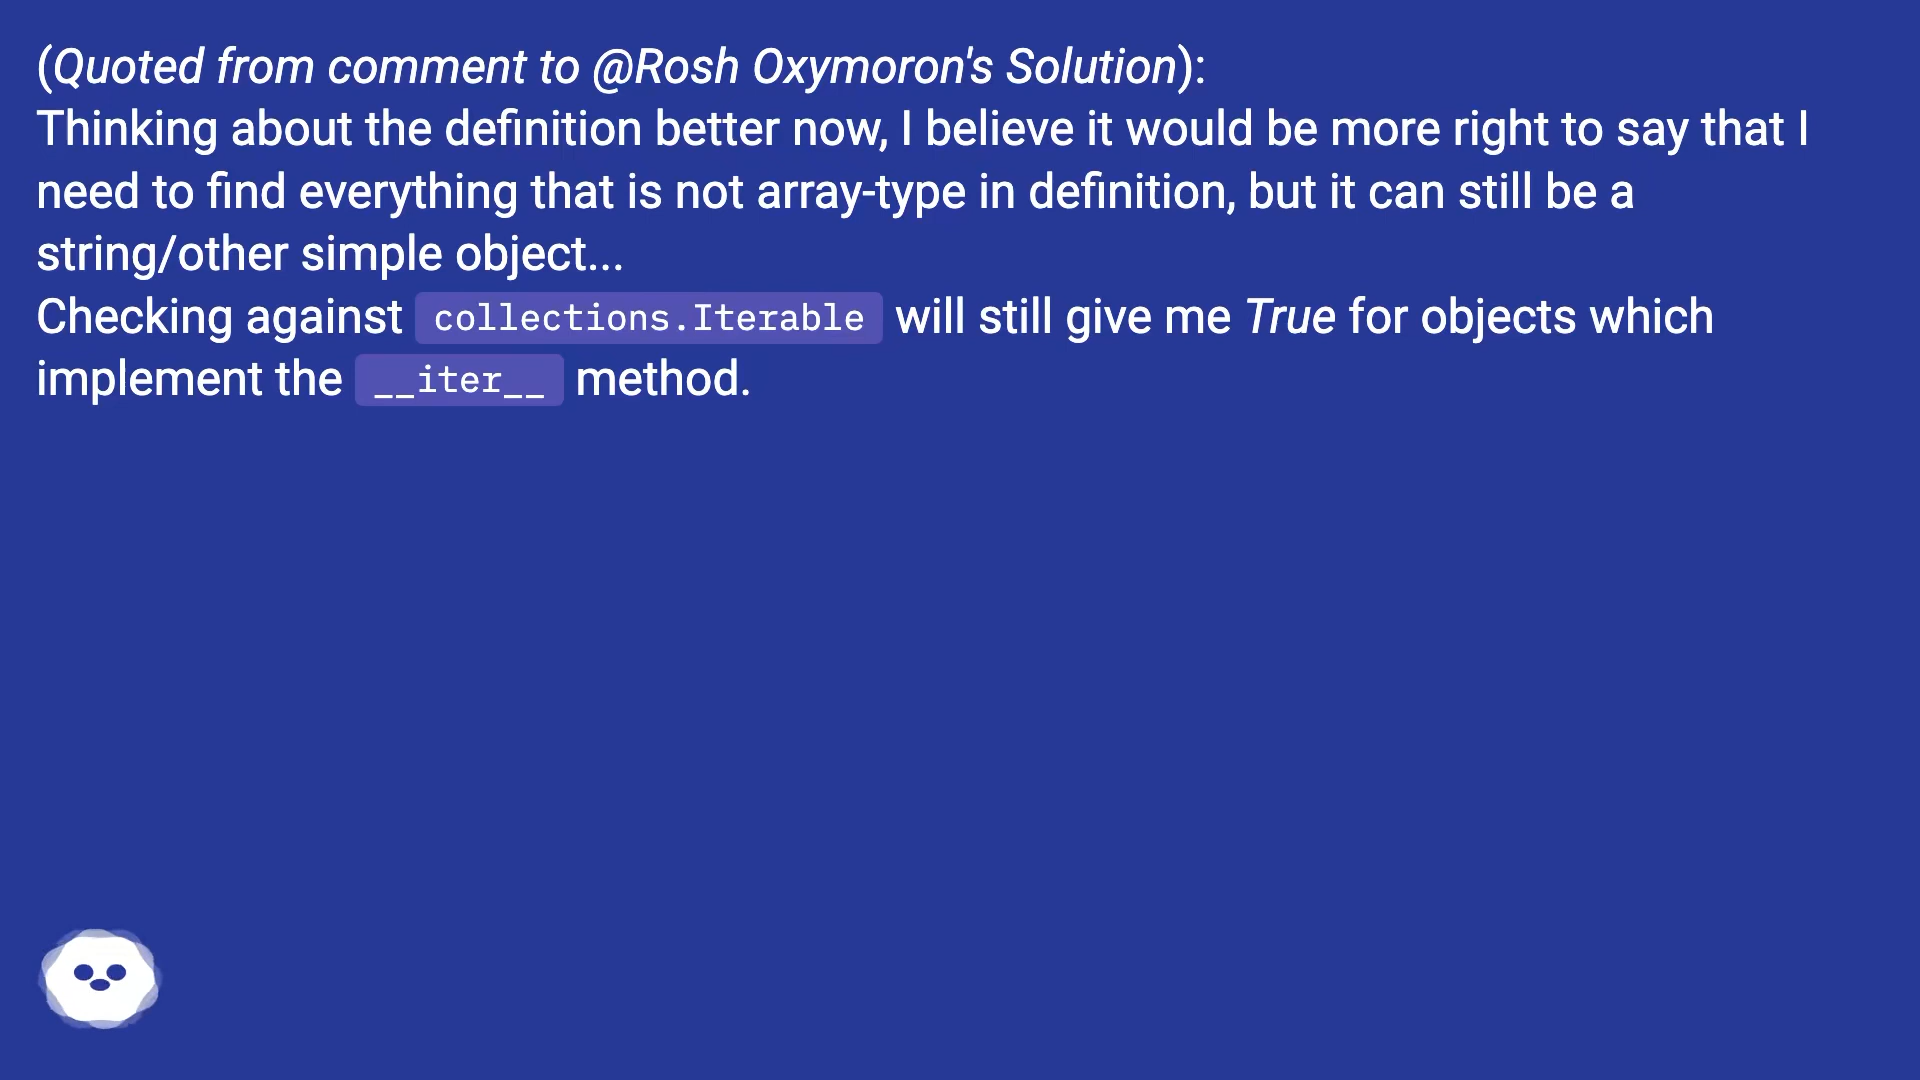 (Quoted from comment to @Rosh Oxymoron's Solution):
Thinking about the definition better now, I believe it would be more right to say that I
need to find everything that is not array-type in definition, but it can still be a
string/other simple object...
Checking against collections.Iterable will still give me True for objects which
implement the __iter__ method.